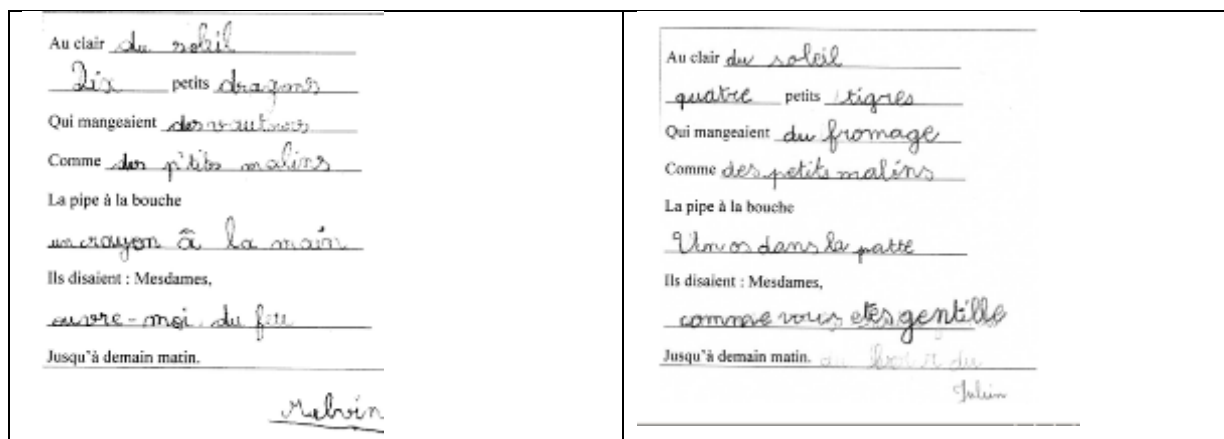 Au clair du soleil
Dix petits dragons
Qui mangeaient des vautours
Comme des p'tits malins
La pipe à la bouche
un crayon â la main
Ils disaient : Mesdames,
ouvre-moi du
Jusqu'à demain matin.
Melvin
Au clair du soleil
quatre petits tigres
Qui mangeaient du fromage
Comme des petits malins
La pipe à la bouche
Un os dans la patte
Ils disaient : Mesdames,
comme vous etes gentille
Jusqu'à demain matin. du du
Julien